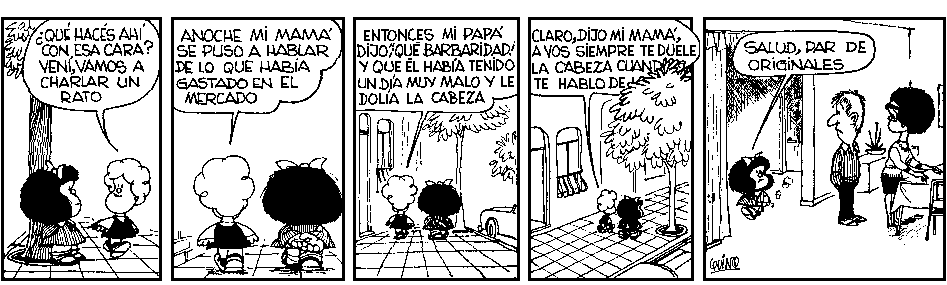 ¿QUÉ HACÉS AHÍ
CON ESA CARA?
VENÍ, VAMOS A
CHARLAR UN
RATO
ANOCHE MI MAMÁ
SE PUSO A HABLAR
DE LO QUE HABÍA
GASTADO EN EL
MERCADO
ENTONCES MI PAPÁ
DIJO:¡QUÉ BARBARIDAD!
Y QUE ÉL HABÍA TENIDO
UN DÍA MUY MALO Y LE
DOLÍA LA CABEZA
CLARO, DIJO MI MAMÁ,
A VOS SIEMPRE TE DUELE
LA CABEZA CUAND
TE HABLO DE
SALUD, PAR DE
ORIGINALES
QUINO